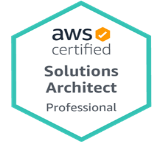 aws
certified
Solutions
Architect
Professional